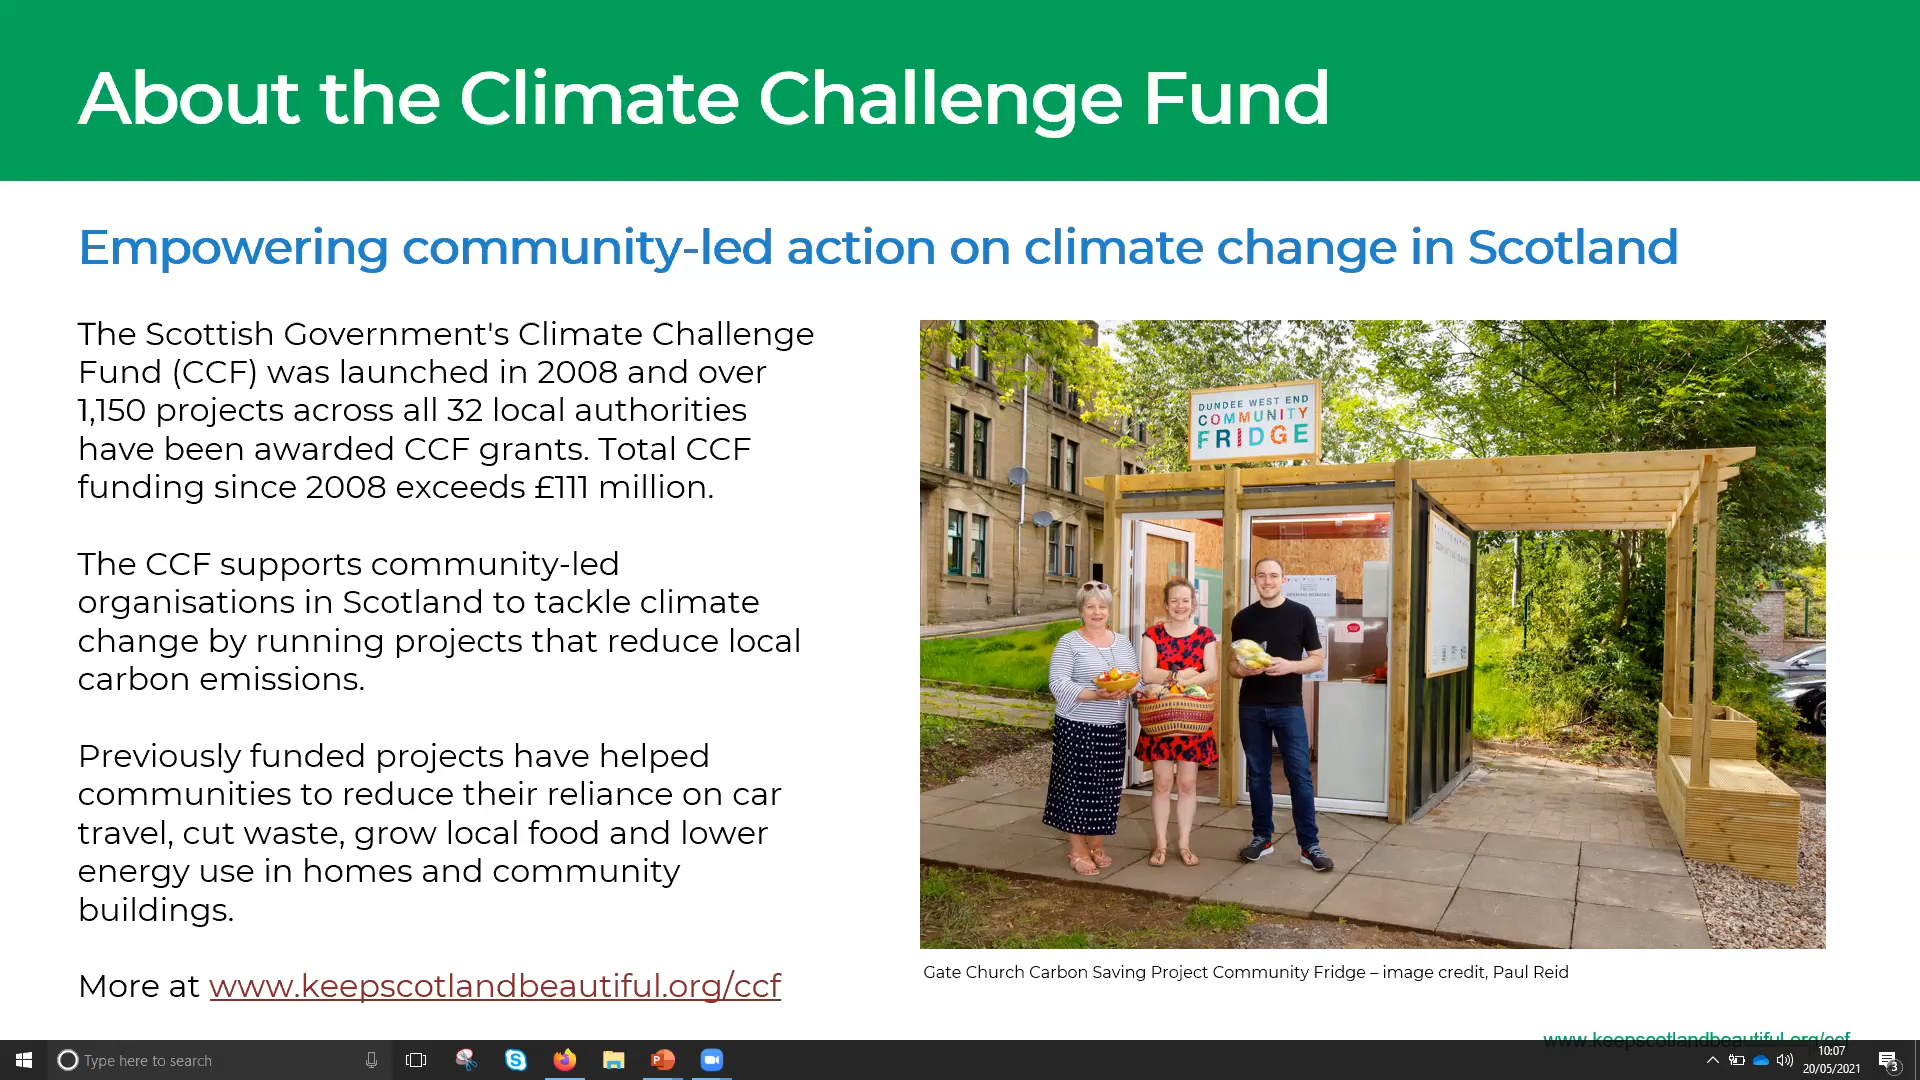 About the Climate Challenge Fund
Empowering community-led action on climate change in Scotland
The Scottish Government's Climate Challenge
Fund (CCF) was launched in 2008 and over
1,150 projects across all 32 local authorities
have been awarded CCF grants. Total CCF
funding since 2008 exceeds £111 million.
The CCF supports community-led
organisations in Scotland to tackle climate
change by running projects that reduce local
carbon emissions.
Previously funded projects have helped
communities to reduce their reliance on car
travel, cut waste, grow local food and lower
energy use in homes and community
buildings.
More at www.keepscotlandbeautiful.org/ccf
DUNDEE WEST END
COMMUNITY
FRIDGE
Gate Church Carbon Saving Project Community Fridge – image credit, Paul Reid
www.keepscotlandbeautiful.org/ccf
Type here to search
10:07
20/05/2021
3